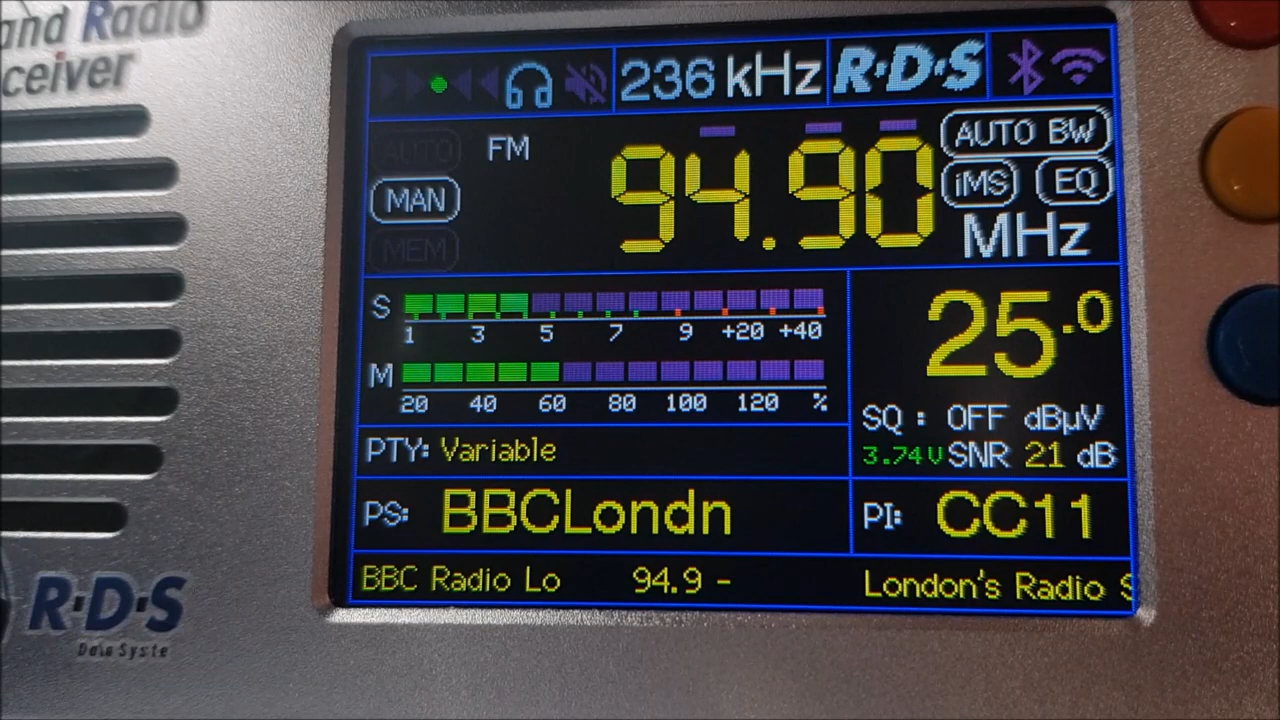 and Radio
ceiver
236 kHz R·D·S
AUTO FM 94.90 AUTO BW
MAN iMS EQ
MEM MHz
S 25.0
1 3 5 7 9 +20 +40
M
20 40 60 80 100 120 %
SQ : OFF dBµV
PTY: Variable 3.74V SNR 21 dB
PS: BBCLondn PI: CC11
BBC Radio Lo 94.9 - London's Radio S
R·D·S
Data Syste